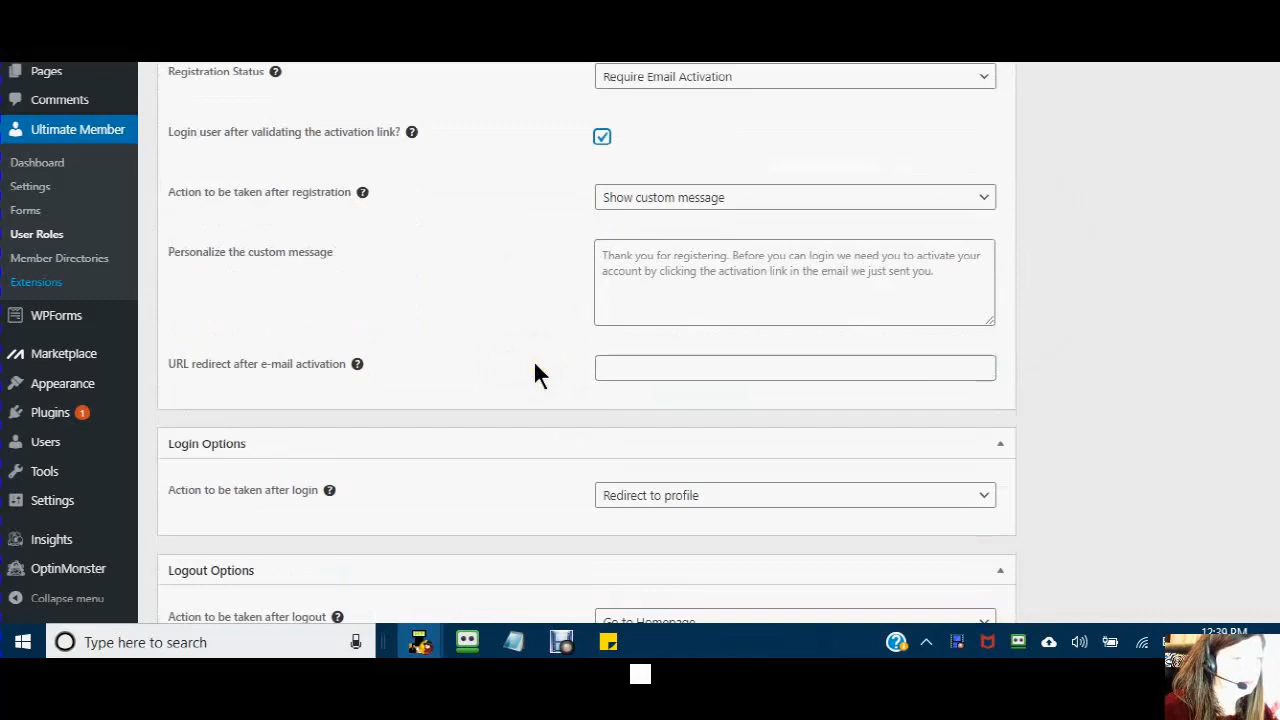 Pages
Comments
Ultimate Member
Dashboard
Settings
Forms
User Roles
Member Directories
Extensions
WPForms
Marketplace
Appearance
Plugins 1
Users
Tools
Settings
Insights
OptinMonster
Collapse menu
Registration Status ?
Require Email Activation
Login user after validating the activation link? ?
Action to be taken after registration ?
Show custom message
Personalize the custom message
Thank you for registering. Before you can login we need you to activate your
account by clicking the activation link in the email we just sent you.
URL redirect after e-mail activation ?
Login Options
Action to be taken after login ?
Redirect to profile
Logout Options
Action to be taken after logout ?
Go to Homepage
Type here to search
12:39 PM